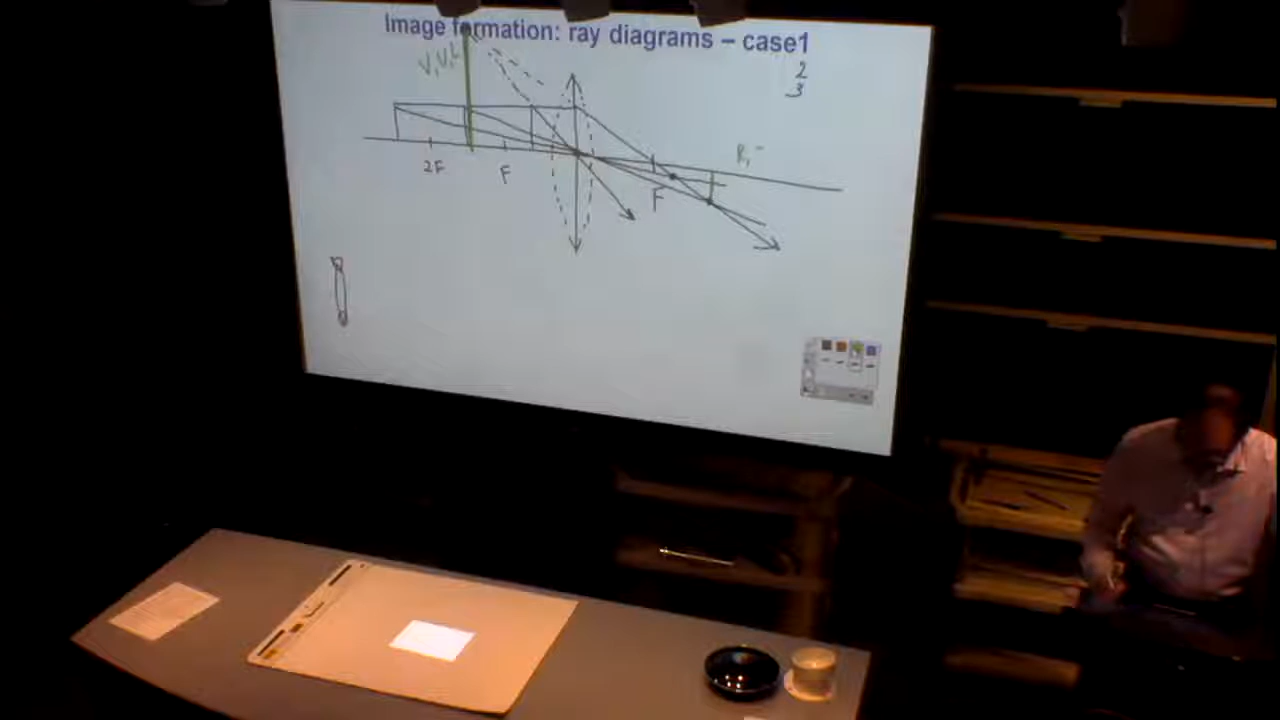 Image formation: ray diagrams – case1
2
3
V, V, L
R, -
2F
F
F